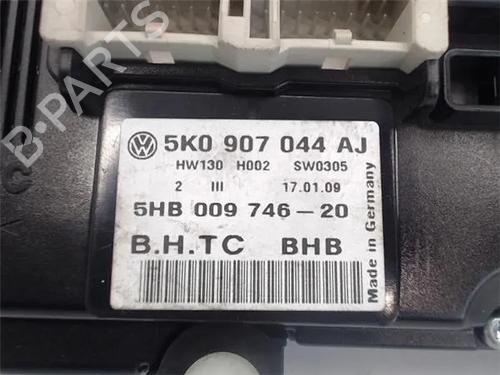 B-PARTS
5K0 907 044 AJ
HW130 H002 SW0305
2 III 17.01.09
5HB 009 746-20
B.H.TC BHB
Made in Germany